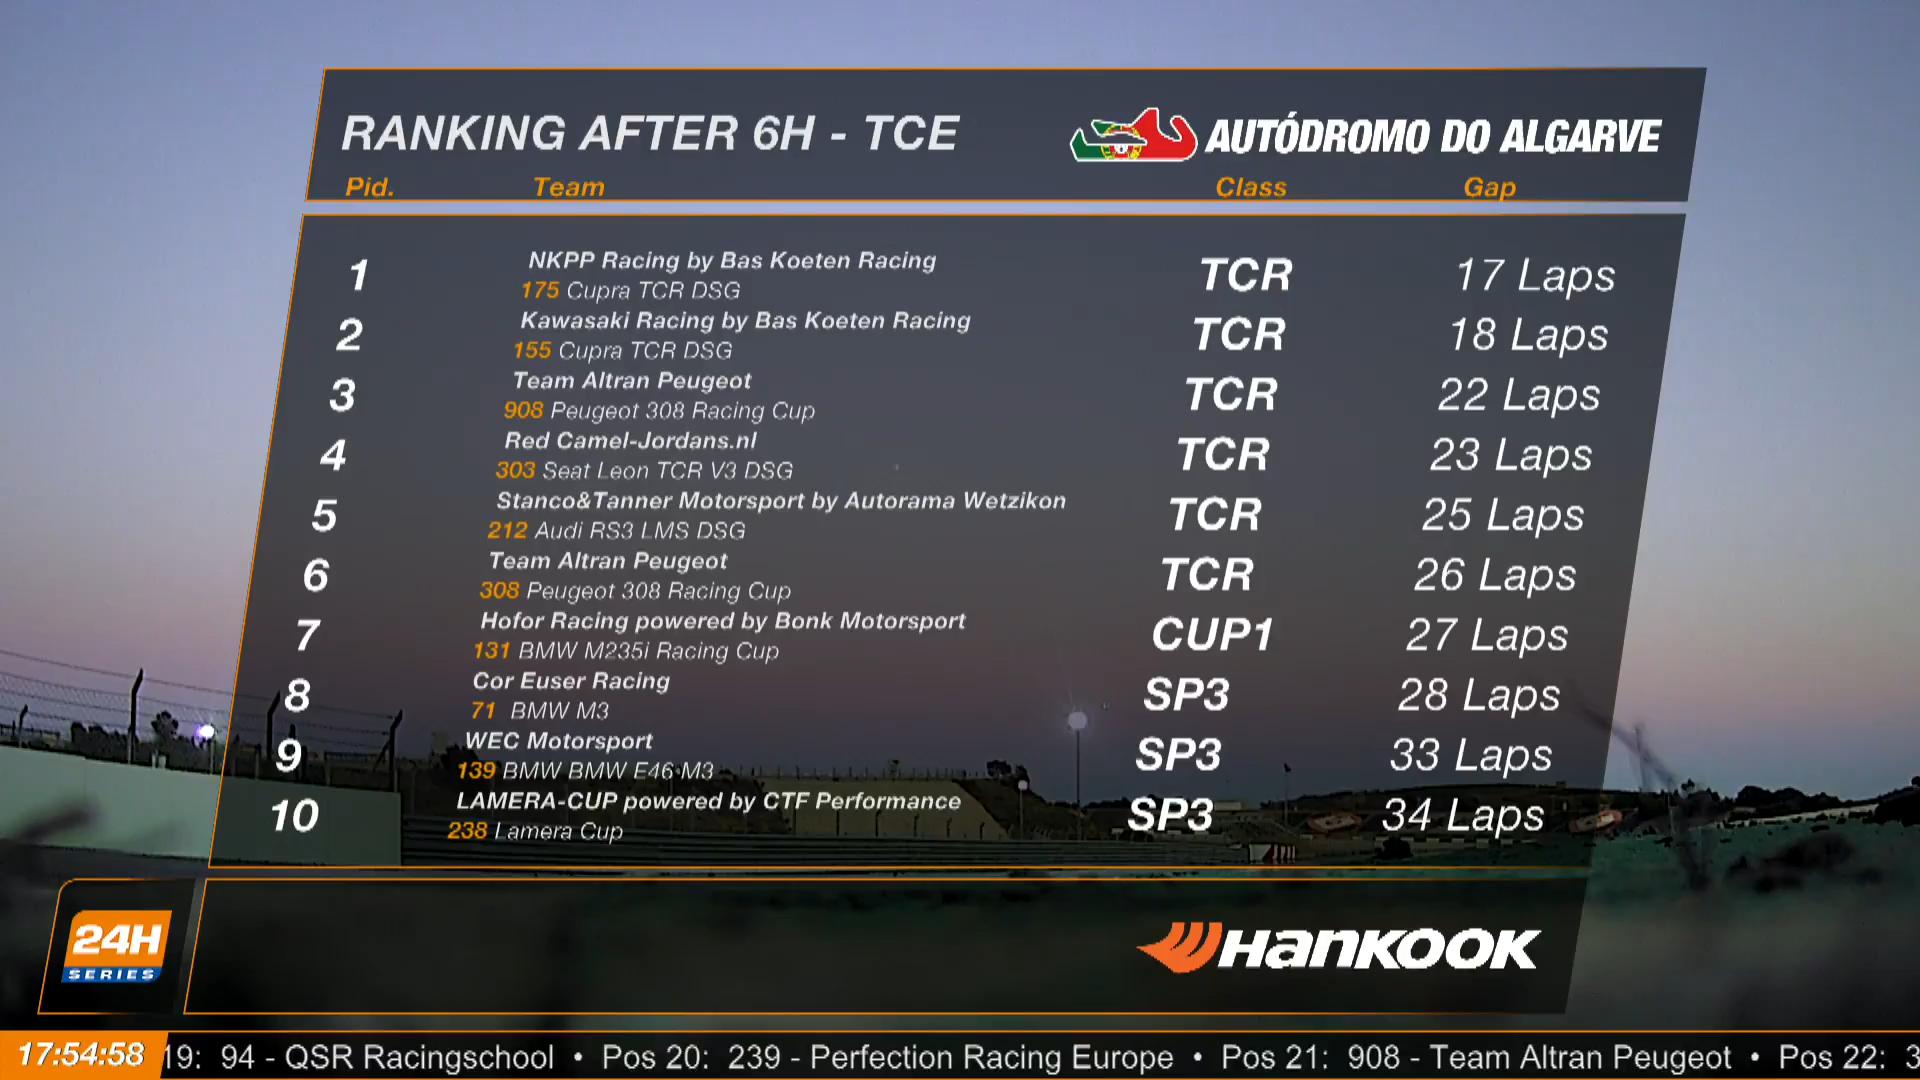 RANKING AFTER 6H - TCE
AUTÓDROMO DO ALGARVE
Pid. Team Class Gap
1 NKPP Racing by Bas Koeten Racing TCR 17 Laps
175 Cupra TCR DSG
2 Kawasaki Racing by Bas Koeten Racing TCR 18 Laps
155 Cupra TCR DSG
3 Team Altran Peugeot TCR 22 Laps
908 Peugeot 308 Racing Cup
4 Red Camel-Jordans.nl TCR 23 Laps
303 Seat Leon TCR V3 DSG
5 Stanco&Tanner Motorsport by Autorama Wetzikon TCR 25 Laps
212 Audi RS3 LMS DSG
6 Team Altran Peugeot TCR 26 Laps
308 Peugeot 308 Racing Cup
7 Hofor Racing powered by Bonk Motorsport CUP1 27 Laps
131 BMW M235i Racing Cup
8 Cor Euser Racing SP3 28 Laps
71 BMW M3
9 WEC Motorsport SP3 33 Laps
139 BMW BMW E46 M3
10 LAMERA-CUP powered by CTF Performance SP3 34 Laps
238 Lamera Cup
24H
SERIES
HANKOOK
17:54:58 19: 94 - QSR Racingschool • Pos 20: 239 - Perfection Racing Europe • Pos 21: 908 - Team Altran Peugeot • Pos 22: 3